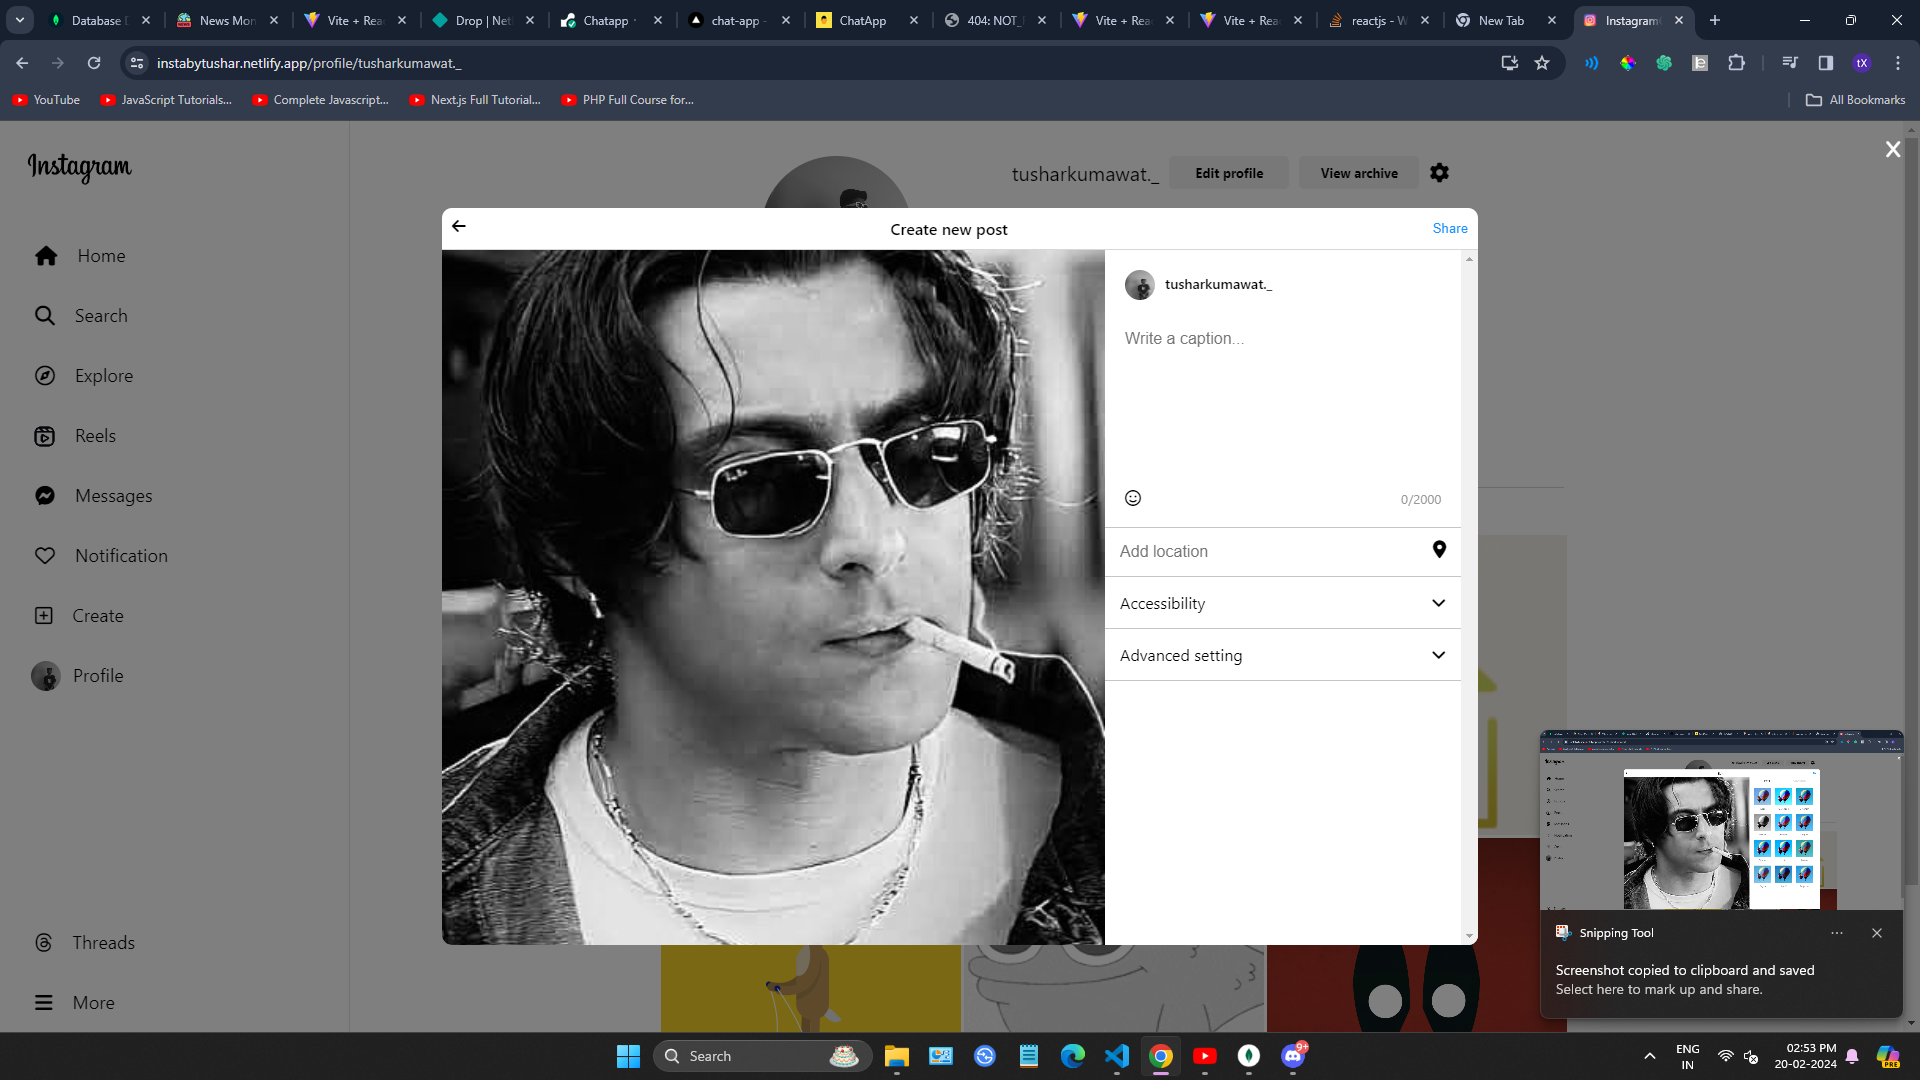 Database D
News Mon
Vite + Rea
Drop | Net
Chatapp
chat-app -
ChatApp
404: NOT_F
Vite + Rea
Vite + Rea
reactjs - W
New Tab
Instagram
instabytushar.netlify.app/profile/tusharkumawat._
tX
YouTube
JavaScript Tutorials...
Complete Javascript...
Next.js Full Tutorial...
PHP Full Course for...
All Bookmarks
Instagram
Home
Search
Explore
Reels
Messages
Notification
Create
Profile
Threads
More
tusharkumawat._
Edit profile
View archive
X
Create new post
Share
tusharkumawat._
Write a caption...
0/2000
Add location
Accessibility
Advanced setting
Snipping Tool
Screenshot copied to clipboard and saved
Select here to mark up and share.
Search
9+
ENG
IN
02:53 PM
20-02-2024
PRE